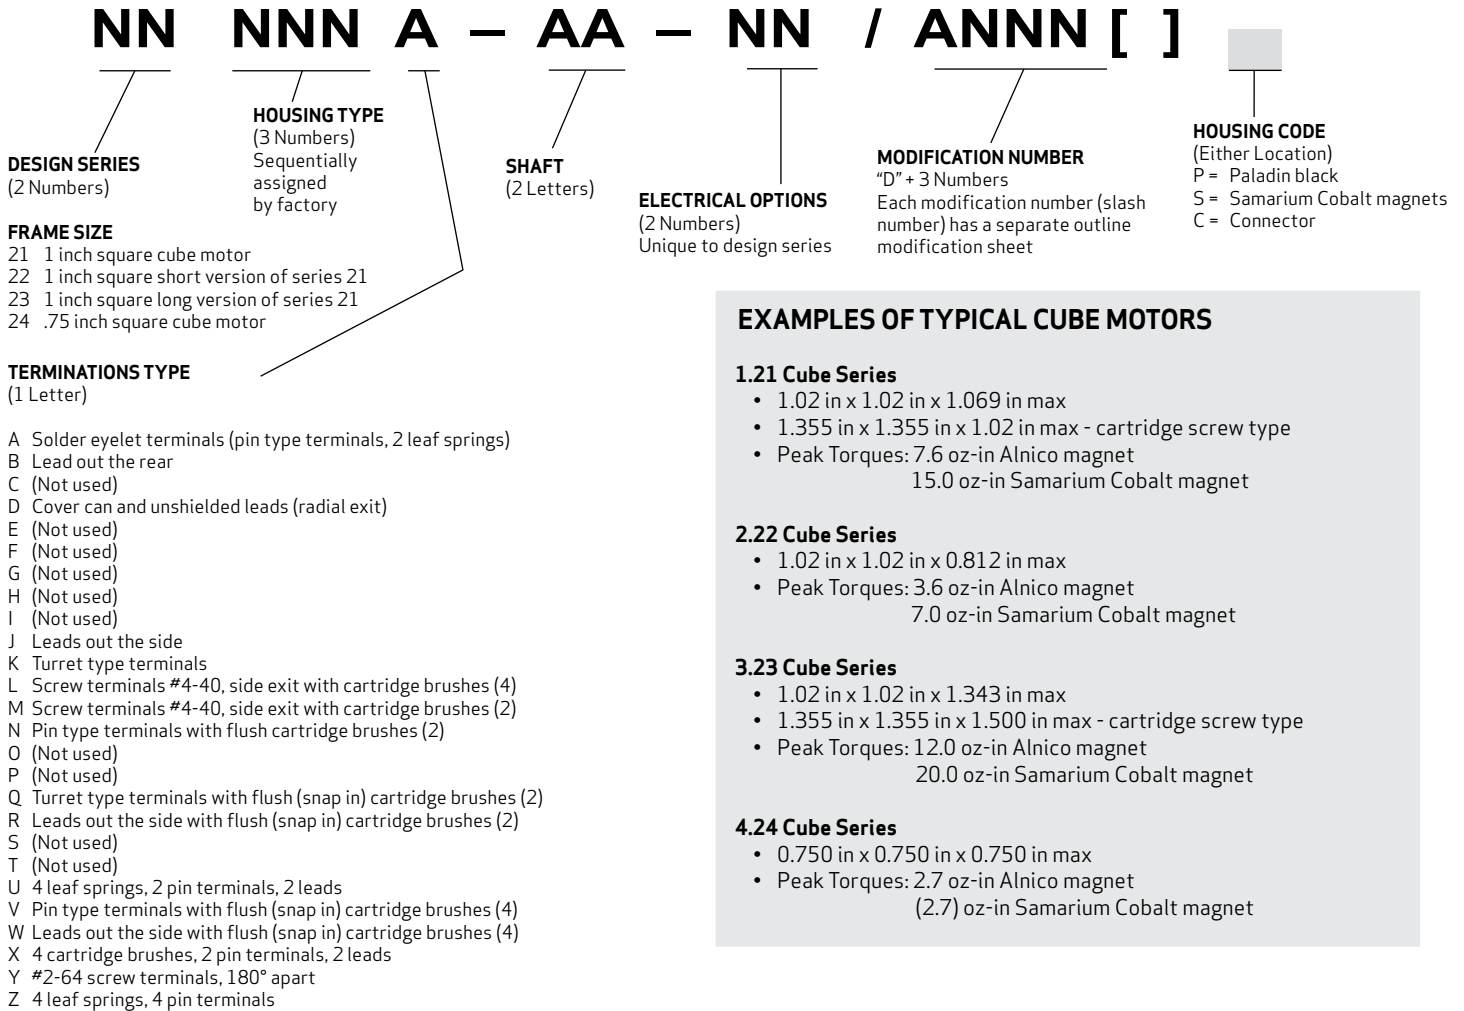 NN NNN A – AA – NN / ANNN [ ]
DESIGN SERIES
(2 Numbers)
FRAME SIZE
21 1 inch square cube motor
22 1 inch square short version of series 21
23 1 inch square long version of series 21
24 .75 inch square cube motor
HOUSING TYPE
(3 Numbers)
Sequentially
assigned
by factory
TERMINATIONS TYPE
(1 Letter)
A Solder eyelet terminals (pin type terminals, 2 leaf springs)
B Lead out the rear
C (Not used)
D Cover can and unshielded leads (radial exit)
E (Not used)
F (Not used)
G (Not used)
H (Not used)
I (Not used)
J Leads out the side
K Turret type terminals
L Screw terminals #4-40, side exit with cartridge brushes (4)
M Screw terminals #4-40, side exit with cartridge brushes (2)
N Pin type terminals with flush cartridge brushes (2)
O (Not used)
P (Not used)
Q Turret type terminals with flush (snap in) cartridge brushes (2)
R Leads out the side with flush (snap in) cartridge brushes (2)
S (Not used)
T (Not used)
U 4 leaf springs, 2 pin terminals, 2 leads
V Pin type terminals with flush (snap in) cartridge brushes (4)
W Leads out the side with flush (snap in) cartridge brushes (4)
X 4 cartridge brushes, 2 pin terminals, 2 leads
Y #2-64 screw terminals, 180° apart
Z 4 leaf springs, 4 pin terminals
SHAFT
(2 Letters)
ELECTRICAL OPTIONS
(2 Numbers)
Unique to design series
MODIFICATION NUMBER
“D” + 3 Numbers
Each modification number (slash
number) has a separate outline
modification sheet
HOUSING CODE
(Either Location)
P = Paladin black
S = Samarium Cobalt magnets
C = Connector
EXAMPLES OF TYPICAL CUBE MOTORS
1.21 Cube Series
• 1.02 in x 1.02 in x 1.069 in max
• 1.355 in x 1.355 in x 1.02 in max - cartridge screw type
• Peak Torques: 7.6 oz-in Alnico magnet
15.0 oz-in Samarium Cobalt magnet
2.22 Cube Series
• 1.02 in x 1.02 in x 0.812 in max
• Peak Torques: 3.6 oz-in Alnico magnet
7.0 oz-in Samarium Cobalt magnet
3.23 Cube Series
• 1.02 in x 1.02 in x 1.343 in max
• 1.355 in x 1.355 in x 1.500 in max - cartridge screw type
• Peak Torques: 12.0 oz-in Alnico magnet
20.0 oz-in Samarium Cobalt magnet
4.24 Cube Series
• 0.750 in x 0.750 in x 0.750 in max
• Peak Torques: 2.7 oz-in Alnico magnet
(2.7) oz-in Samarium Cobalt magnet